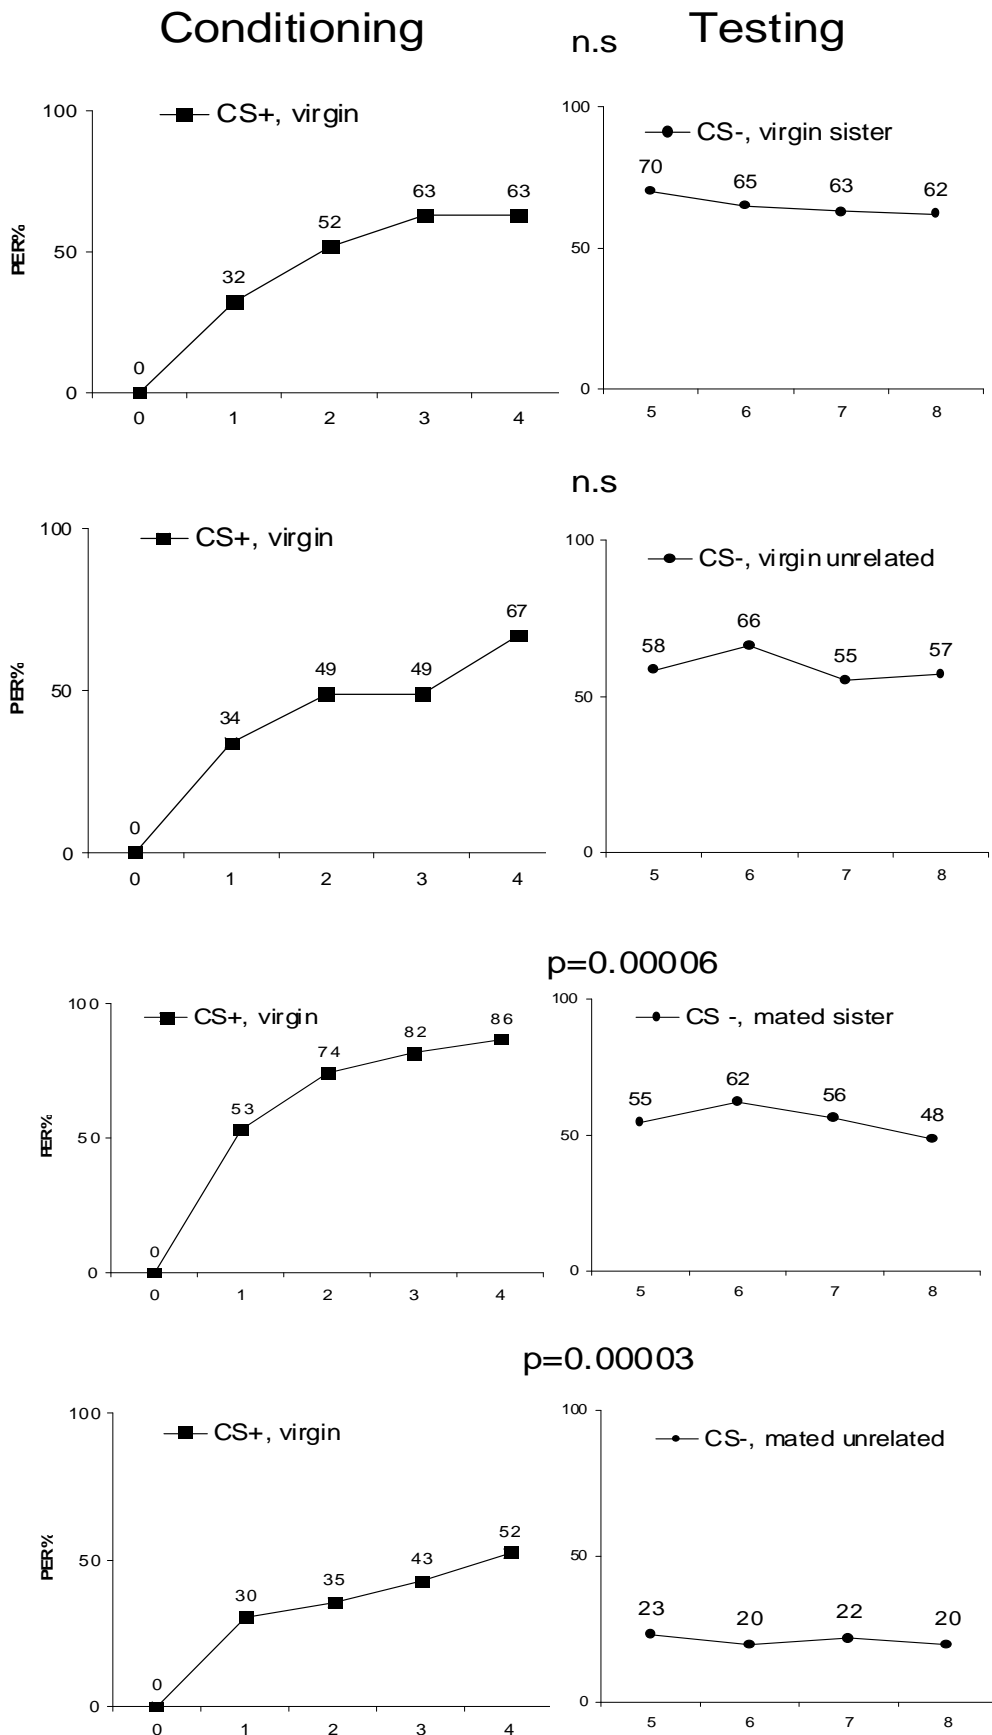 Conditioning
n.s
Testing
CS+, virgin
100
50
0
PER%
0
32
52
63
63
0 1 2 3 4
CS-, virgin sister
100
50
0
70
65
63
62
5 6 7 8
n.s
CS+, virgin
100
50
0
PER%
0
34
49
49
67
0 1 2 3 4
CS-, virgin unrelated
100
50
0
58
66
55
57
5 6 7 8
p=0.00006
CS+, virgin
100
50
0
PER%
0
53
74
82
86
0 1 2 3 4
CS -, mated sister
100
50
0
55
62
56
48
5 6 7 8
p=0.00003
CS+, virgin
100
50
0
PER%
0
30
35
43
52
0 1 2 3 4
CS-, mated unrelated
100
50
0
23
20
22
20
5 6 7 8